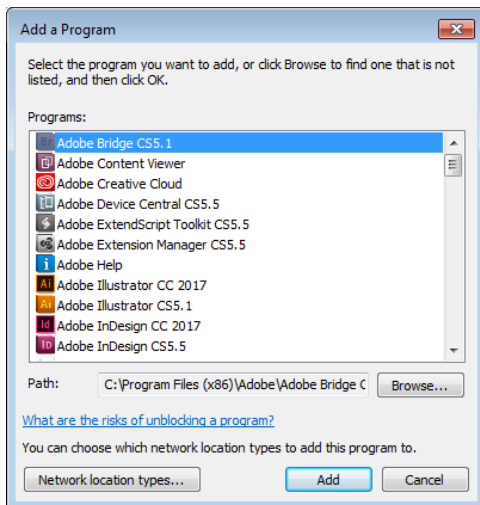 Add a Program
Select the program you want to add, or click Browse to find one that is not
listed, and then click OK.
Programs:
Br Adobe Bridge CS5.1
Adobe Content Viewer
Adobe Creative Cloud
Adobe Device Central CS5.5
Adobe ExtendScript Toolkit CS5.5
Adobe Extension Manager CS5.5
i Adobe Help
Ai Adobe Illustrator CC 2017
Ai Adobe Illustrator CS5.1
Id Adobe InDesign CC 2017
ID Adobe InDesign CS5.5
Path: C:\Program Files (x86)\Adobe\Adobe Bridge C Browse...
What are the risks of unblocking a program?
You can choose which network location types to add this program to.
Network location types... Add Cancel